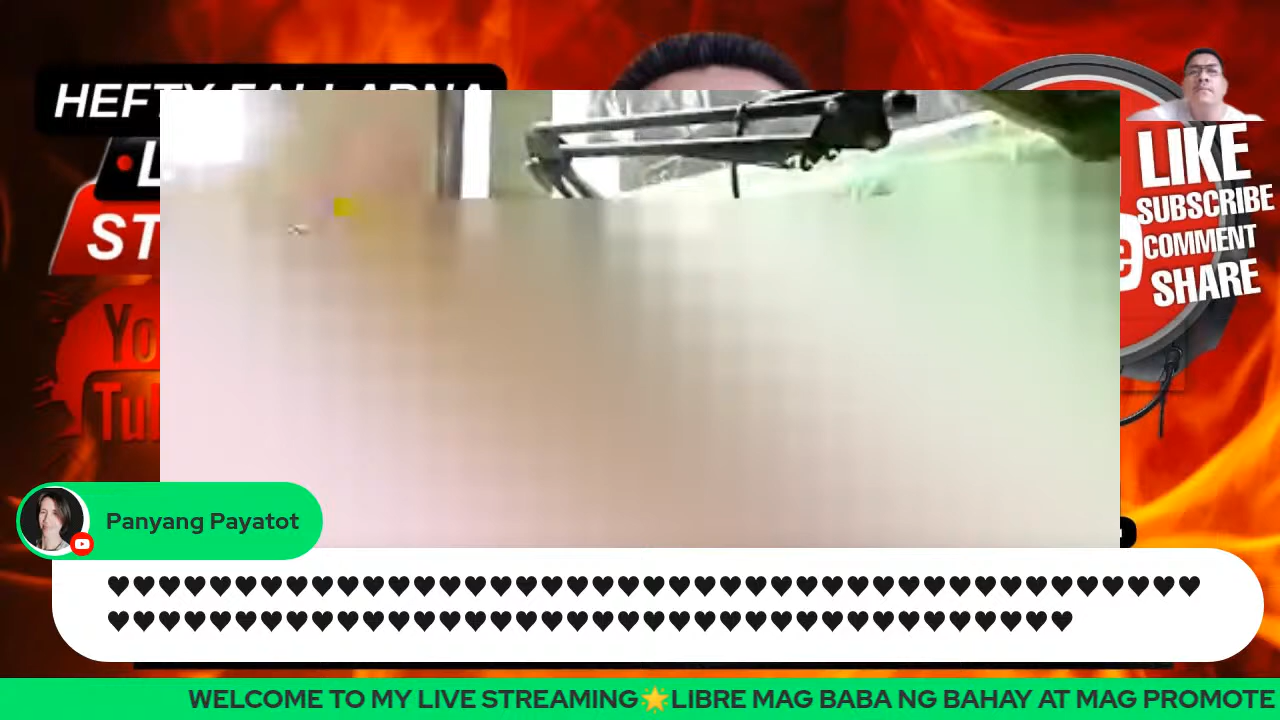 HEFTY
LIKE
SUBSCRIBE
COMMENT
SHARE
Panyang Payatot
♥♥♥♥♥♥♥♥♥♥♥♥♥♥♥♥♥♥♥♥♥♥♥♥♥♥♥♥♥♥♥♥♥♥♥♥♥♥♥♥♥♥♥
♥♥♥♥♥♥♥♥♥♥♥♥♥♥♥♥♥♥♥♥♥♥♥♥♥♥♥♥♥♥♥♥♥♥♥♥♥♥
WELCOME TO MY LIVE STREAMING🌟LIBRE MAG BABA NG BAHAY AT MAG PROMOTE